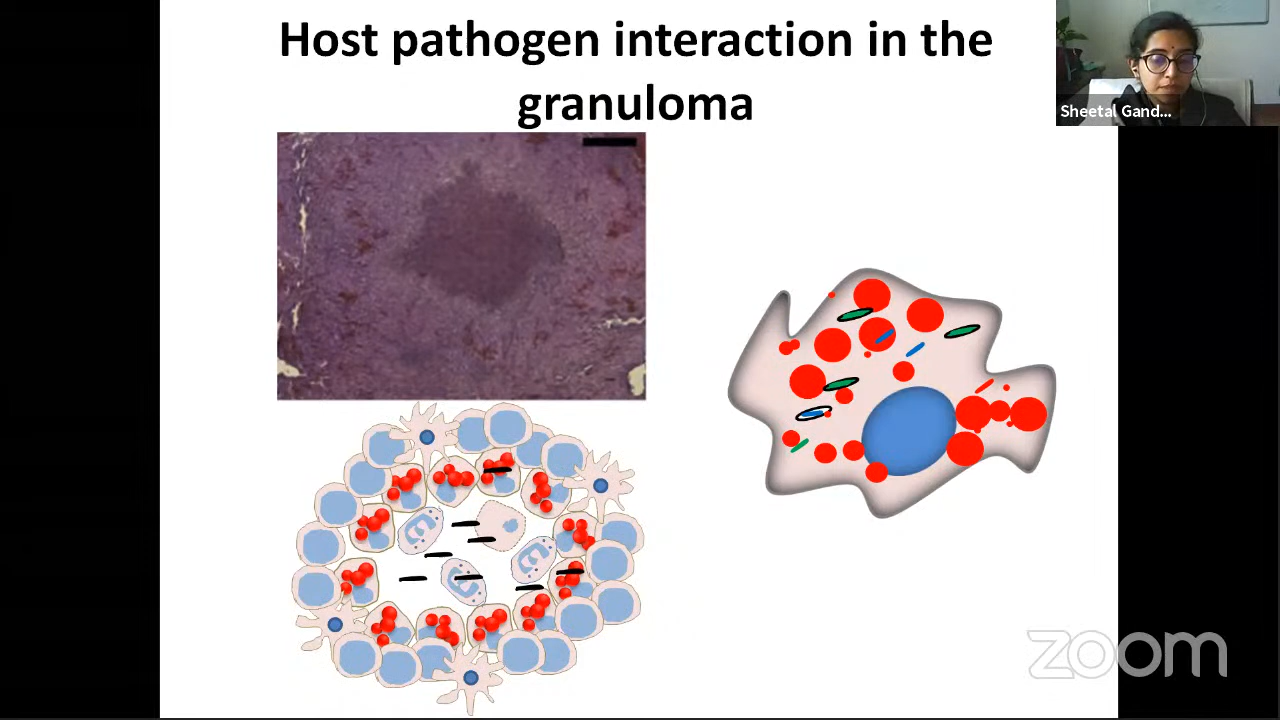 Host pathogen interaction in the
granuloma
Sheetal Gand...
zoom